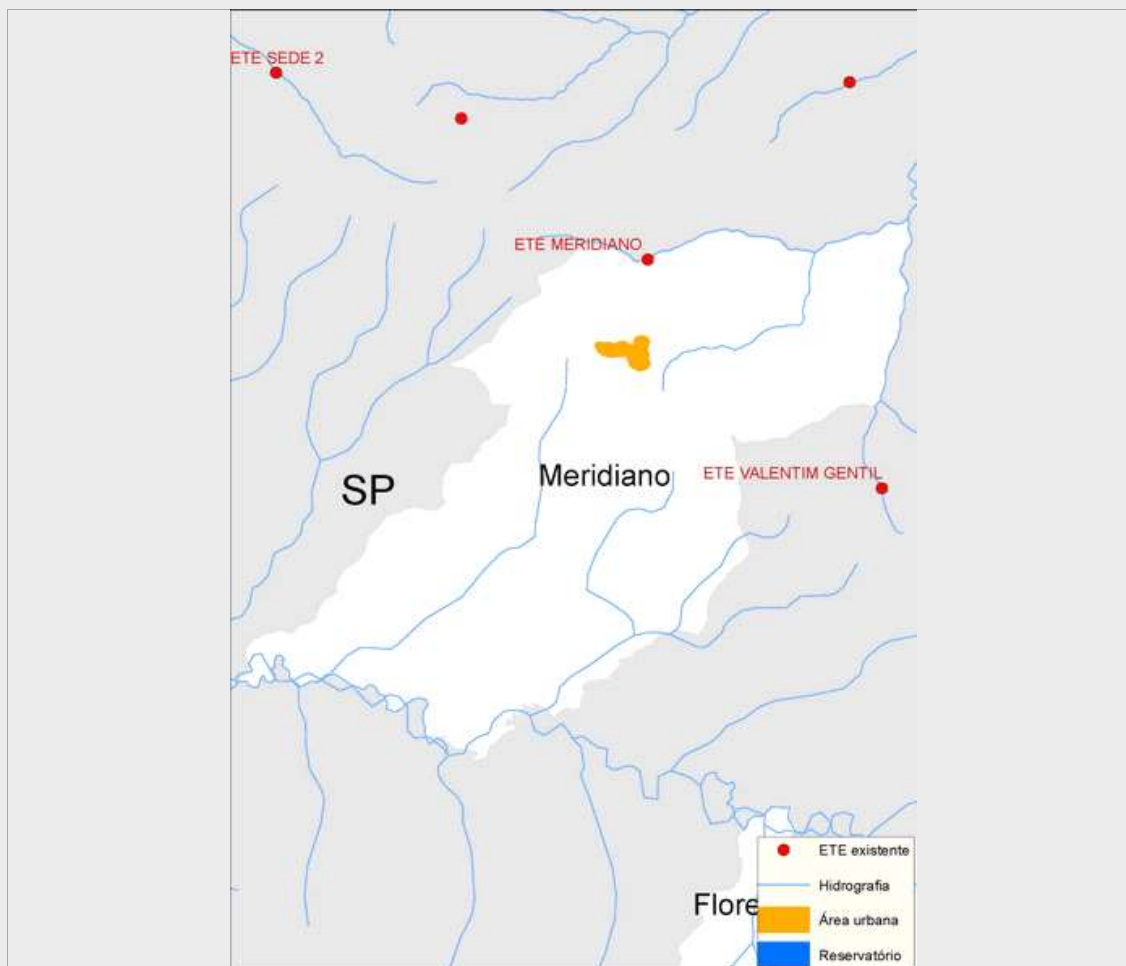 ETE SEDE 2
ETE MERIDIANO
SP
Meridiano
ETE VALENTIM GENTIL
Flore
ETE existente
Hidrografia
Área urbana
Reservatório